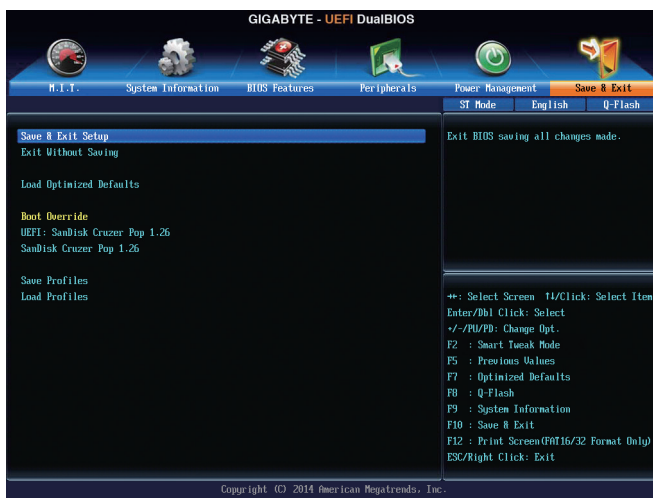 GIGABYTE - UEFI DualBIOS
M.I.T.
System Information
BIOS Features
Peripherals
Power Management
Save & Exit
ST Mode
English
Q-Flash
Save & Exit Setup
Exit Without Saving
Load Optimized Defaults
Boot Override
UEFI: SanDisk Cruzer Pop 1.26
SanDisk Cruzer Pop 1.26
Save Profiles
Load Profiles
Exit BIOS saving all changes made.
→←: Select Screen ↑↓/Click: Select Item
Enter/Dbl Click: Select
+/-/PU/PD: Change Opt.
F2 : Smart Tweak Mode
F5 : Previous Values
F7 : Optimized Defaults
F8 : Q-Flash
F9 : System Information
F10 : Save & Exit
F12 : Print Screen(FAT16/32 Format Only)
ESC/Right Click: Exit
Copyright (C) 2014 American Megatrends, Inc.